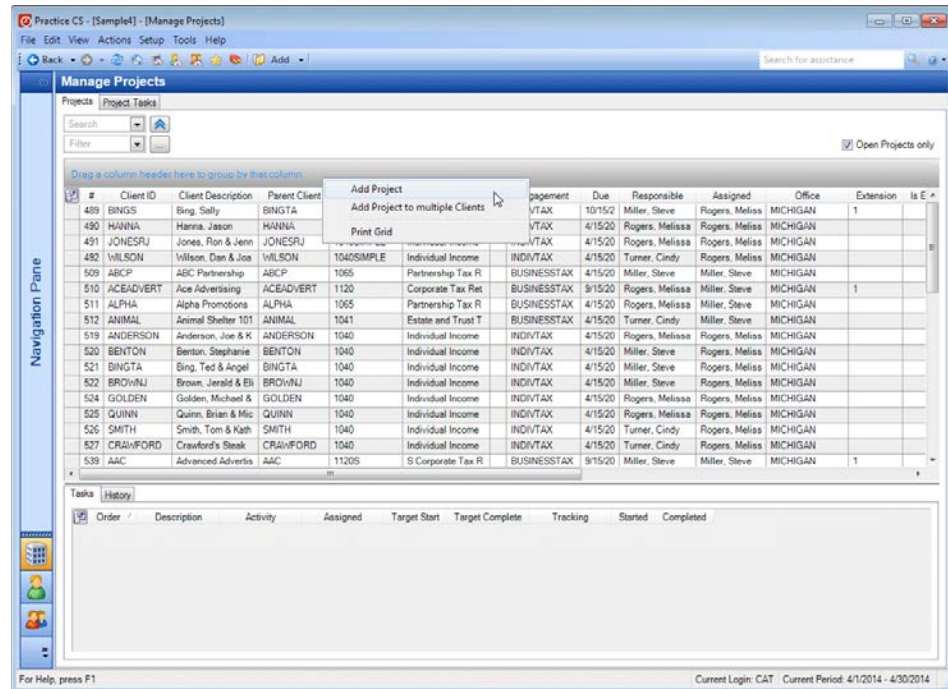 Practice CS - [Sample4] - [Manage Projects]
File Edit View Actions Setup Tools Help
Back Add Search for assistance
Manage Projects
Projects Project Tasks
Search
Filter ... Open Projects only
Drag a column header here to group by that column.
# Client ID Client Description Parent Client Engagement Due Responsible Assigned Office Extension Is E
Add Project
Add Project to multiple Clients
Print Grid
489 BINGS Bing, Sally BINGTA VTAX 10/15/2 Miller, Steve Rogers, Meliss MICHIGAN 1
490 HANNA Hanna, Jason HANNA VTAX 4/15/20 Rogers, Melissa Rogers, Meliss MICHIGAN
491 JONESRJ Jones, Ron & Jenn JONESRJ 1040SIMPLE Individual Income INDIVTAX 4/15/20 Rogers, Melissa Rogers, Meliss MICHIGAN
492 WILSON Wilson, Dan & Joa WILSON 1040SIMPLE Individual Income INDIVTAX 4/15/20 Turner, Cindy Rogers, Meliss MICHIGAN
509 ABCP ABC Partnership ABCP 1065 Partnership Tax R BUSINESSTAX 4/15/20 Rogers, Melissa Miller, Steve MICHIGAN
510 ACEADVERT Ace Advertising ACEADVERT 1120 Corporate Tax Ret BUSINESSTAX 9/15/20 Rogers, Melissa Miller, Steve MICHIGAN 1
511 ALPHA Alpha Promotions ALPHA 1065 Partnership Tax R BUSINESSTAX 4/15/20 Rogers, Melissa Miller, Steve MICHIGAN
512 ANIMAL Animal Shelter 101 ANIMAL 1041 Estate and Trust T BUSINESSTAX 4/15/20 Turner, Cindy Miller, Steve MICHIGAN
519 ANDERSON Anderson, Joe & K ANDERSON 1040 Individual Income INDIVTAX 4/15/20 Rogers, Melissa Rogers, Meliss MICHIGAN
520 BENTON Benton, Stephanie BENTON 1040 Individual Income INDIVTAX 4/15/20 Miller, Steve Rogers, Meliss MICHIGAN
521 BINGTA Bing, Ted & Angel BINGTA 1040 Individual Income INDIVTAX 4/15/20 Miller, Steve Rogers, Meliss MICHIGAN
522 BROWNJ Brown, Jerald & Eli BROWNJ 1040 Individual Income INDIVTAX 4/15/20 Miller, Steve Rogers, Meliss MICHIGAN
524 GOLDEN Golden, Michael & GOLDEN 1040 Individual Income INDIVTAX 4/15/20 Rogers, Melissa Rogers, Meliss MICHIGAN
525 QUINN Quinn, Brian & Mic QUINN 1040 Individual Income INDIVTAX 4/15/20 Rogers, Melissa Rogers, Meliss MICHIGAN
526 SMITH Smith, Tom & Kath SMITH 1040 Individual Income INDIVTAX 4/15/20 Turner, Cindy Rogers, Meliss MICHIGAN
527 CRAWFORD Crawford's Steak CRAWFORD 1040 Individual Income INDIVTAX 4/15/20 Turner, Cindy Rogers, Meliss MICHIGAN
539 AAC Advanced Advertis AAC 1120S S Corporate Tax R BUSINESSTAX 9/15/20 Miller, Steve Miller, Steve MICHIGAN 1
Navigation Pane
Tasks History
Order Description Activity Assigned Target Start Target Complete Tracking Started Completed
For Help, press F1 Current Login: CAT Current Period: 4/1/2014 - 4/30/2014